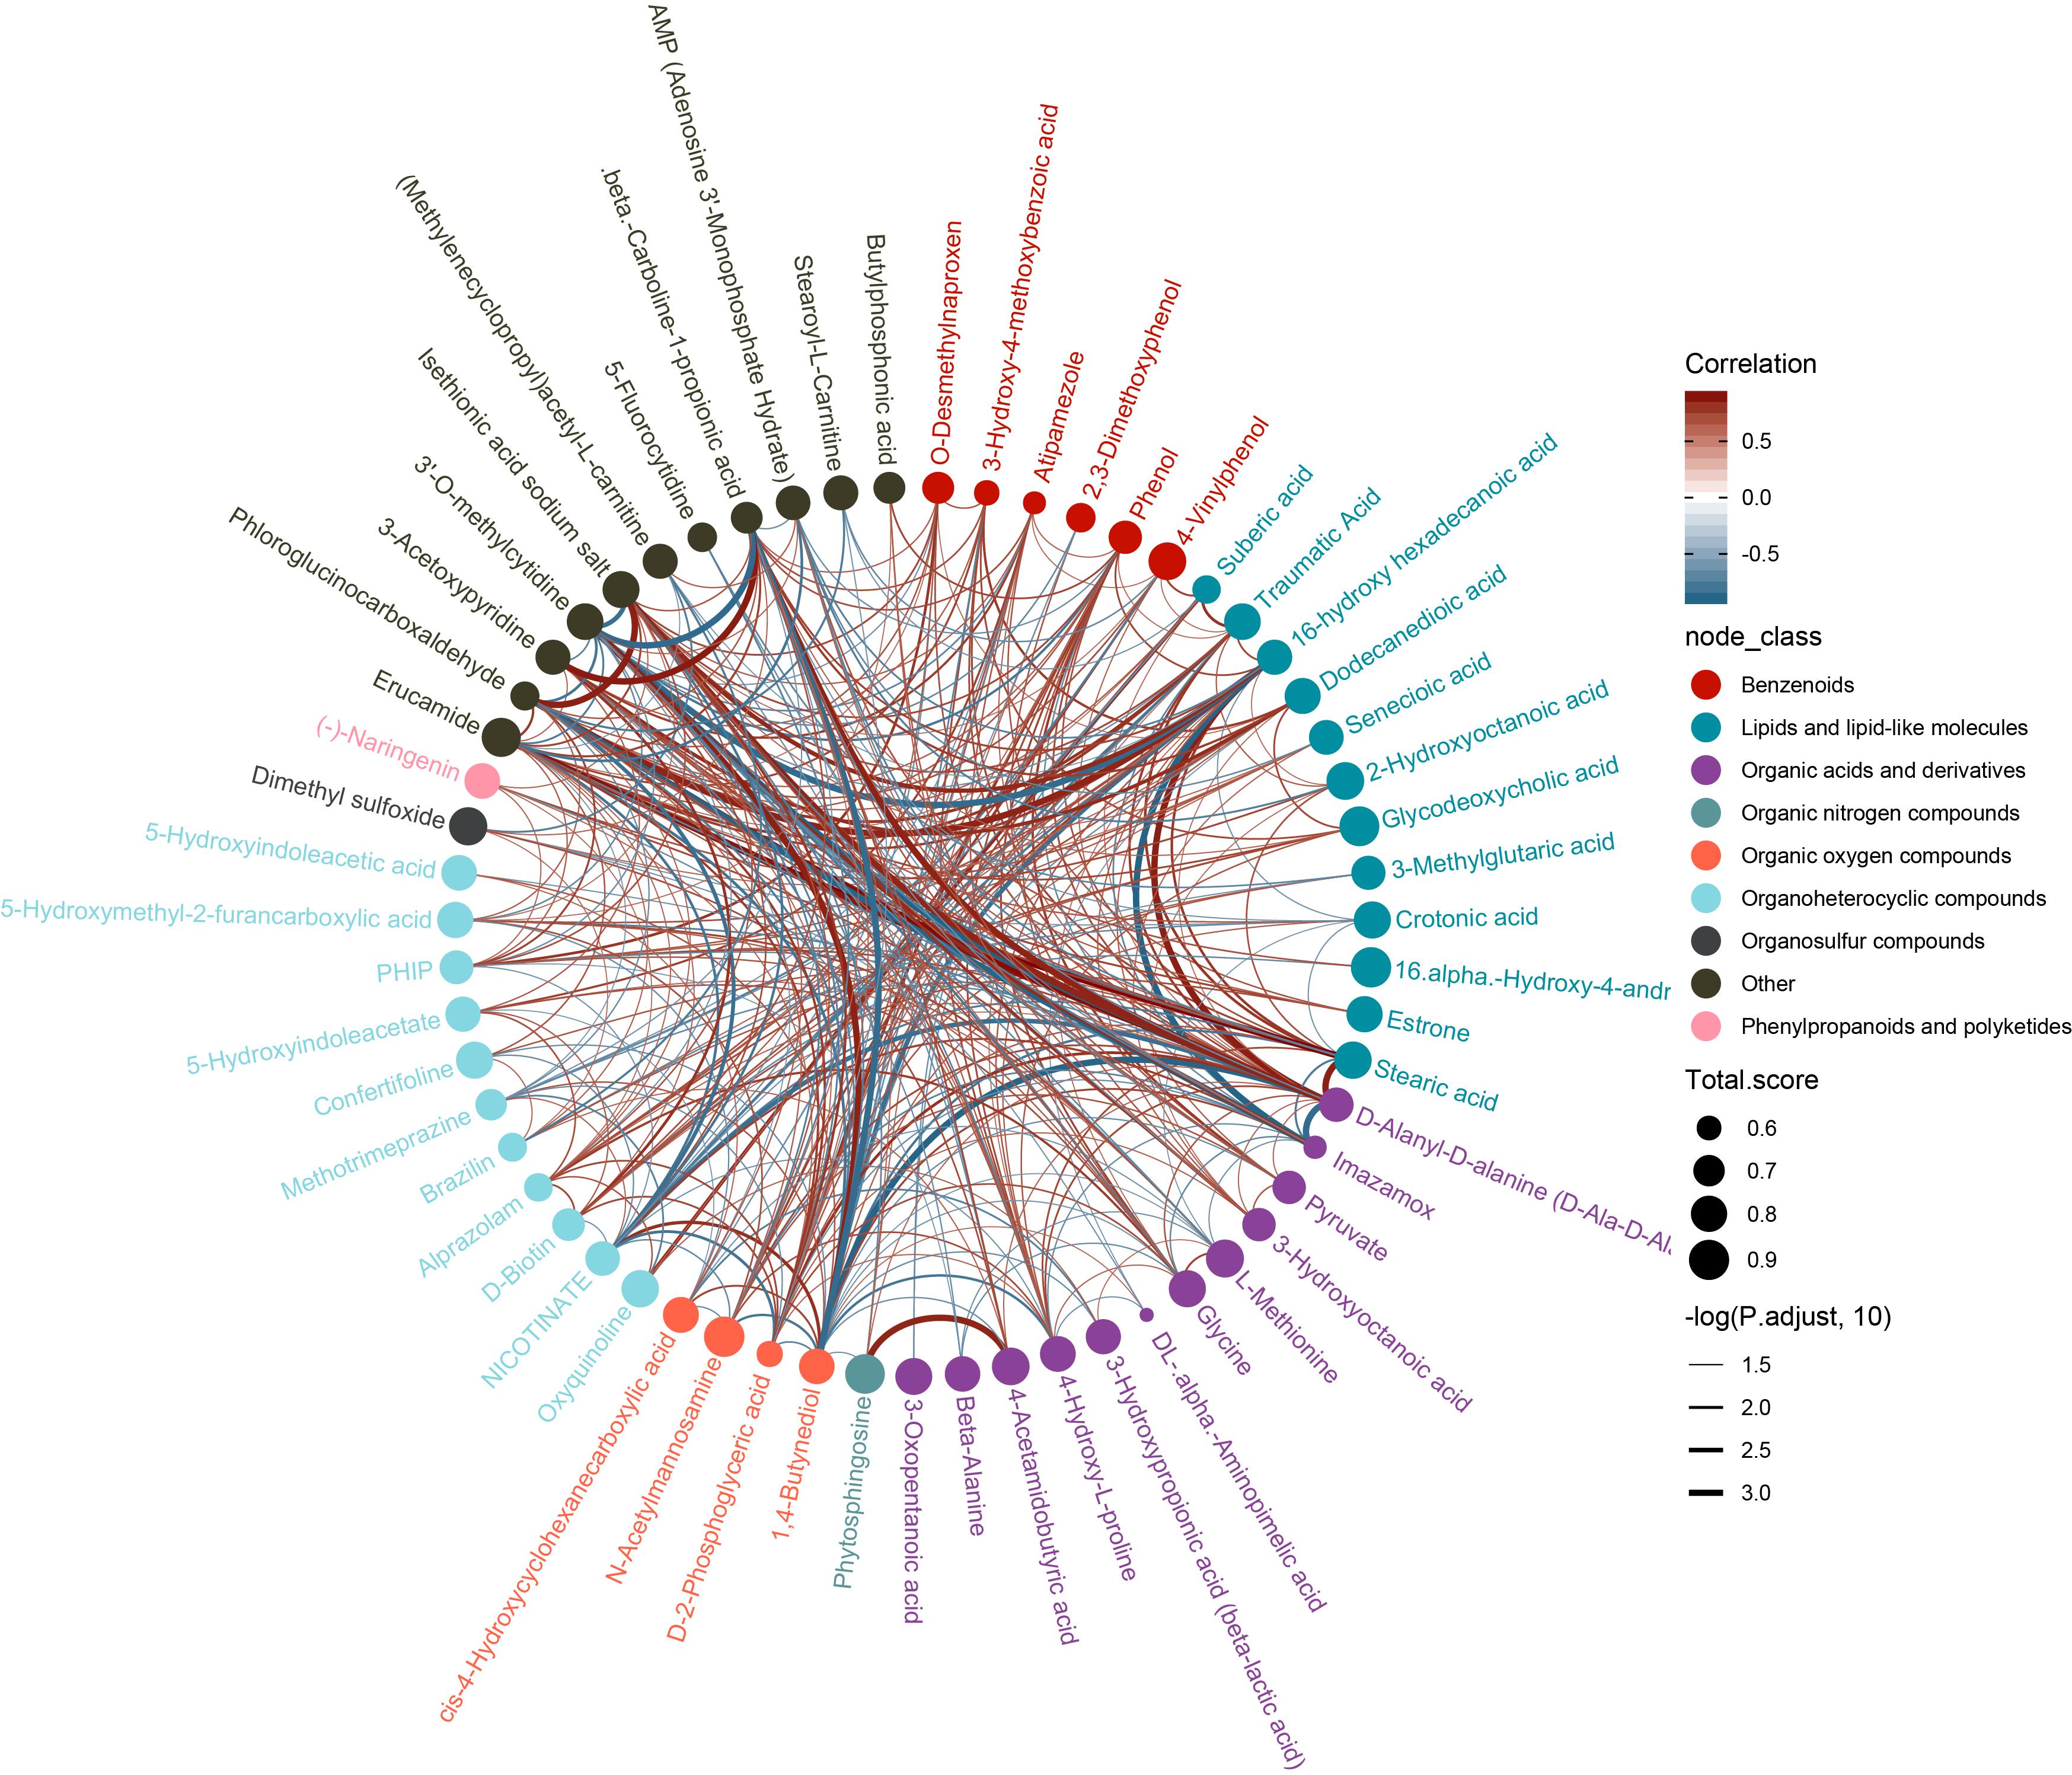 AMP (Adenosine 3'-Monophosphate Hydrate)
Stearoyl-L-Carnitine
Butylphosphonic acid
O-Desmethylnaproxen
3-Hydroxy-4-methoxybenzoic acid
Atipamezole
2,3-Dimethoxyphenol
Phenol
4-Vinylphenol
Suberic acid
Traumatic Acid
16-hydroxy hexadecanoic acid
Dodecanedioic acid
Senecioic acid
2-Hydroxyoctanoic acid
Glycodeoxycholic acid
3-Methylglutaric acid
Crotonic acid
16.alpha.-Hydroxy-4-andr
Estrone
Stearic acid
D-Alanyl-D-alanine (D-Ala-D-Al
Imazamox
Pyruvate
3-Hydroxyoctanoic acid
L-Methionine
Glycine
DL-.alpha.-Aminopimelic acid
3-Hydroxypropionic acid (beta-lactic acid)
4-Hydroxy-L-proline
4-Acetamidobutyric acid
Beta-Alanine
3-Oxopentanoic acid
Phytosphingosine
1,4-Butynediol
D-2-Phosphoglyceric acid
N-Acetylmannosamine
cis-4-Hydroxycyclohexanecarboxylic acid
Oxyquinoline
NICOTINATE
D-Biotin
Alprazolam
Brazilin
Methotrimeprazine
Confertifoline
5-Hydroxyindoleacetate
PHIP
5-Hydroxymethyl-2-furancarboxylic acid
5-Hydroxyindoleacetic acid
Dimethyl sulfoxide
(-)-Naringenin
Erucamide
Phloroglucinocarboxaldehyde
3-Acetoxypyridine
3'-O-methylcytidine
Isethionic acid sodium salt
(Methylenecyclopropyl)acetyl-L-carnitine
5-Fluorocytidine
.beta.-Carboline-1-propionic acid
Correlation
0.5
0.0
-0.5
node_class
Benzenoids
Lipids and lipid-like molecules
Organic acids and derivatives
Organic nitrogen compounds
Organic oxygen compounds
Organoheterocyclic compounds
Organosulfur compounds
Other
Phenylpropanoids and polyketides
Total.score
0.6
0.7
0.8
0.9
-log(P.adjust, 10)
1.5
2.0
2.5
3.0